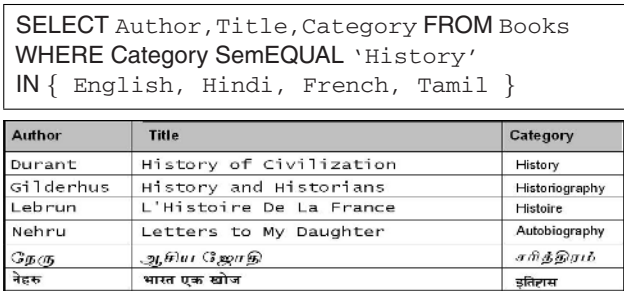 SELECT Author,Title,Category FROM Books
WHERE Category SemEQUAL ‘History’
IN { English, Hindi, French, Tamil }
Author Title Category
Durant History of Civilization History
Gilderhus History and Historians Historiography
Lebrun L'Histoire De La France Histoire
Nehru Letters to My Daughter Autobiography
நேரு ஆசிய ஜோதி சரித்திரம்
नेहरु भारत एक खोज इतिहास